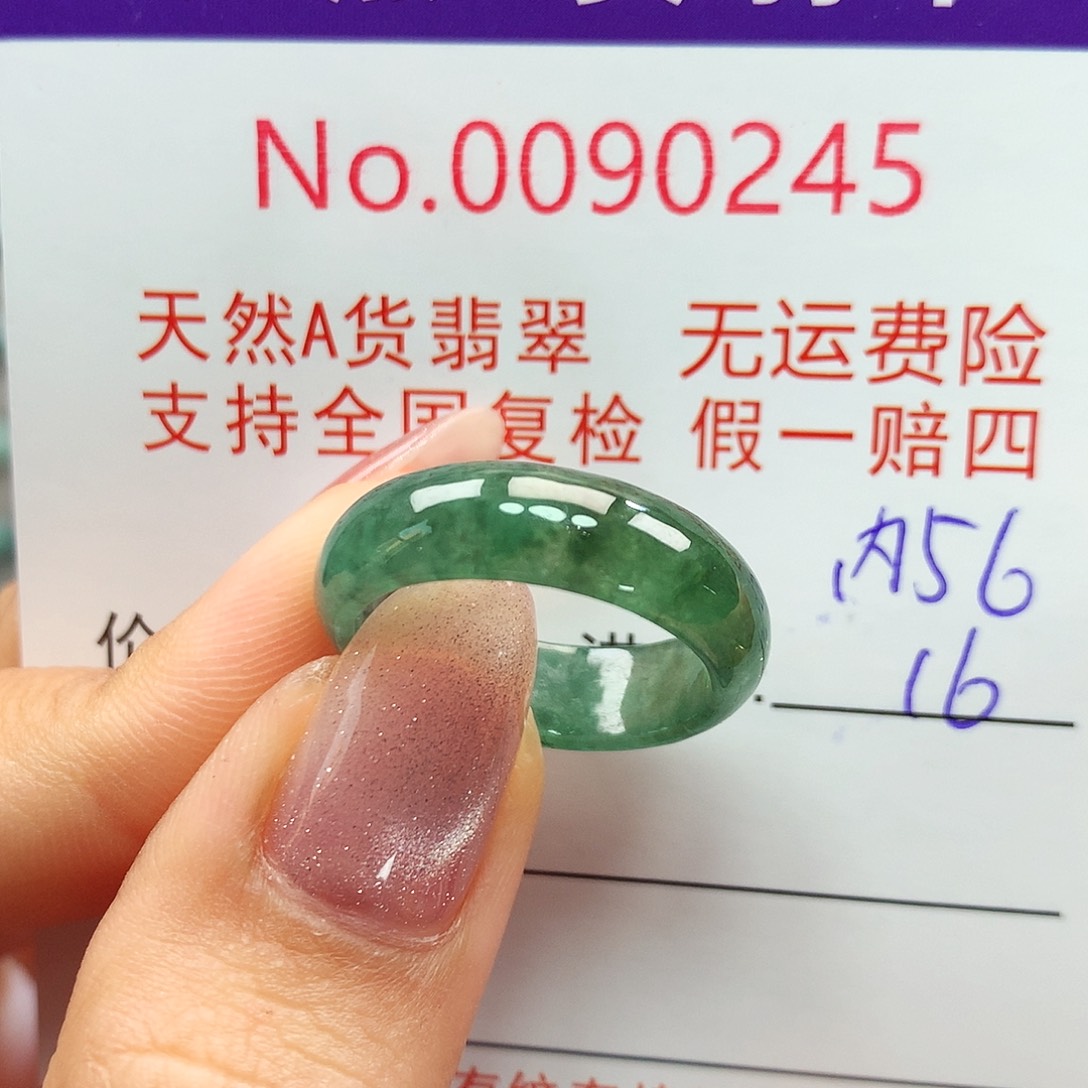 No.0090245
天然A货翡翠 无运费险
支持全国复检 假一赔四
内56
16